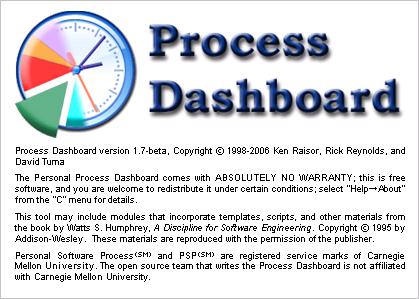 Process
Dashboard
Process Dashboard version 1.7-beta, Copyright © 1998-2006 Ken Raisor, Rick Reynolds, and
David Tuma
The Personal Process Dashboard comes with ABSOLUTELY NO WARRANTY; this is free
software, and you are welcome to redistribute it under certain conditions; select "Help→About"
from the "C" menu for details.
This tool may include modules that incorporate templates, scripts, and other materials from
the book by Watts S. Humphrey, A Discipline for Software Engineering. Copyright © 1995 by
Addison-Wesley. These materials are reproduced with the permission of the publisher.
Personal Software Process(SM) and PSP(SM) are registered service marks of Carnegie
Mellon University. The open source team that writes the Process Dashboard is not affiliated
with Carnegie Mellon University.